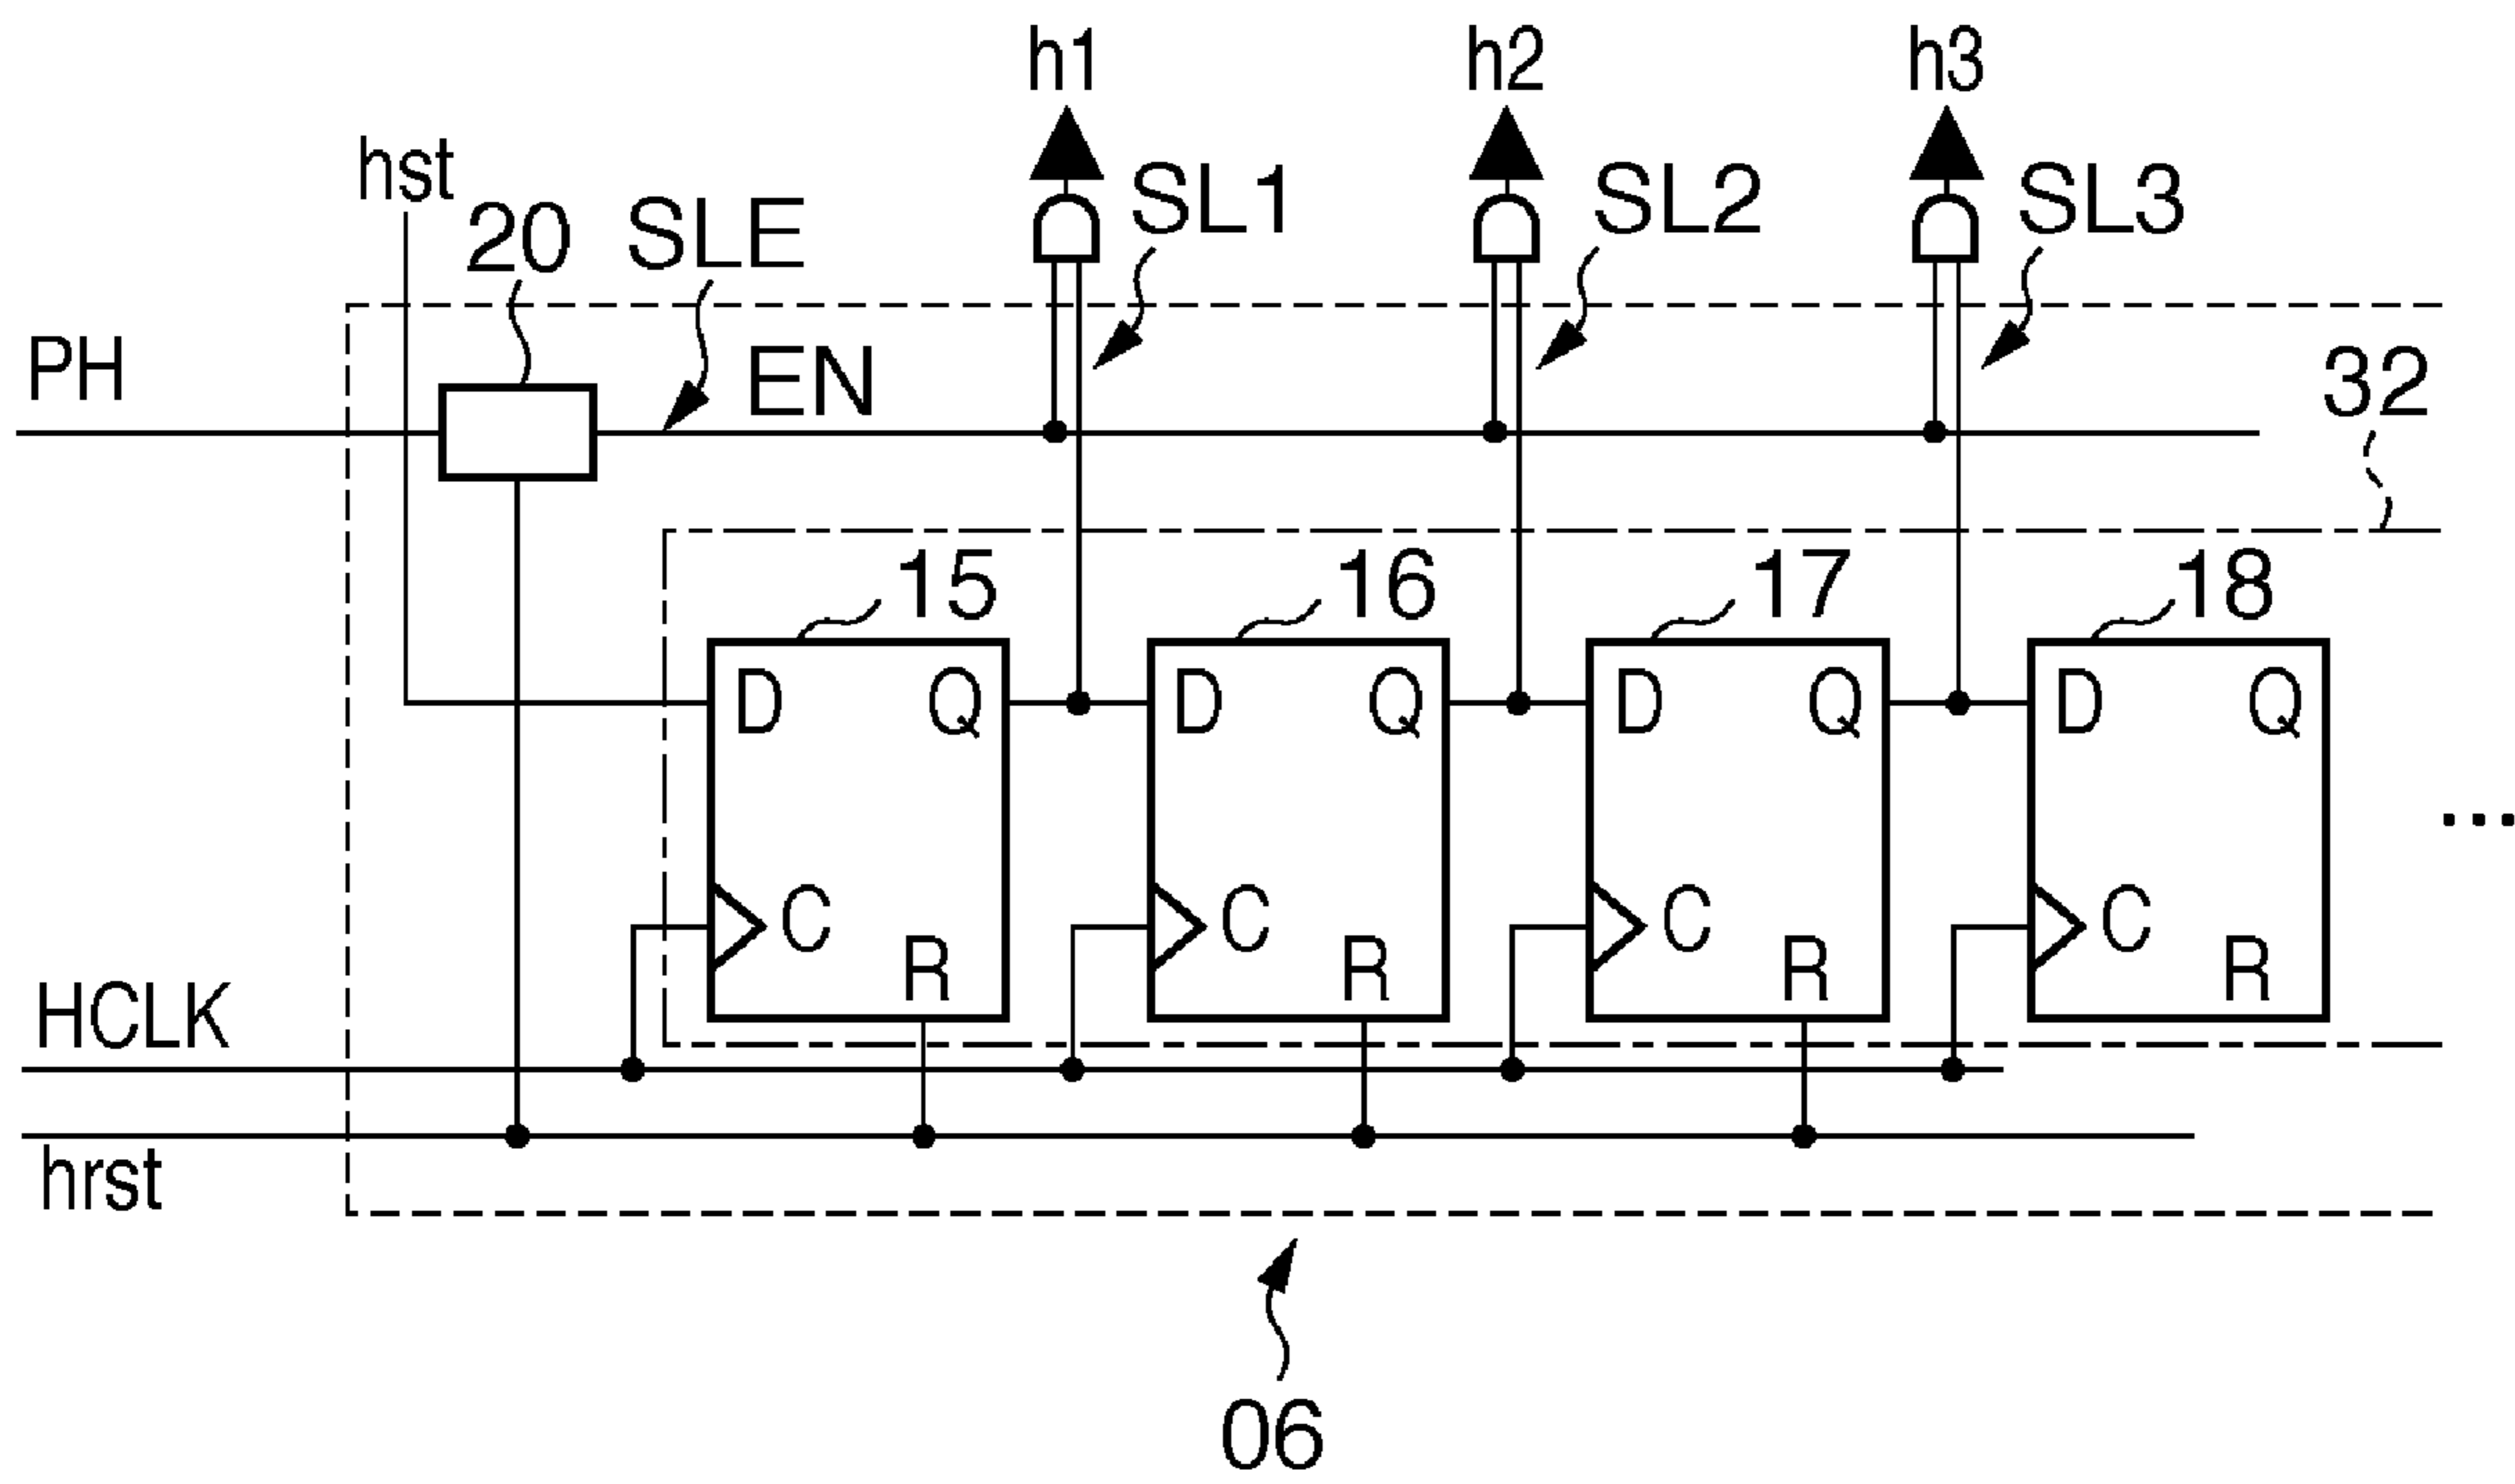 h1 h2 h3
hst
20 SLE SL1 SL2 SL3
PH EN 32
15 16 17 18
D Q D Q D Q D Q
...
C C C C
R R R R
HCLK
hrst
06